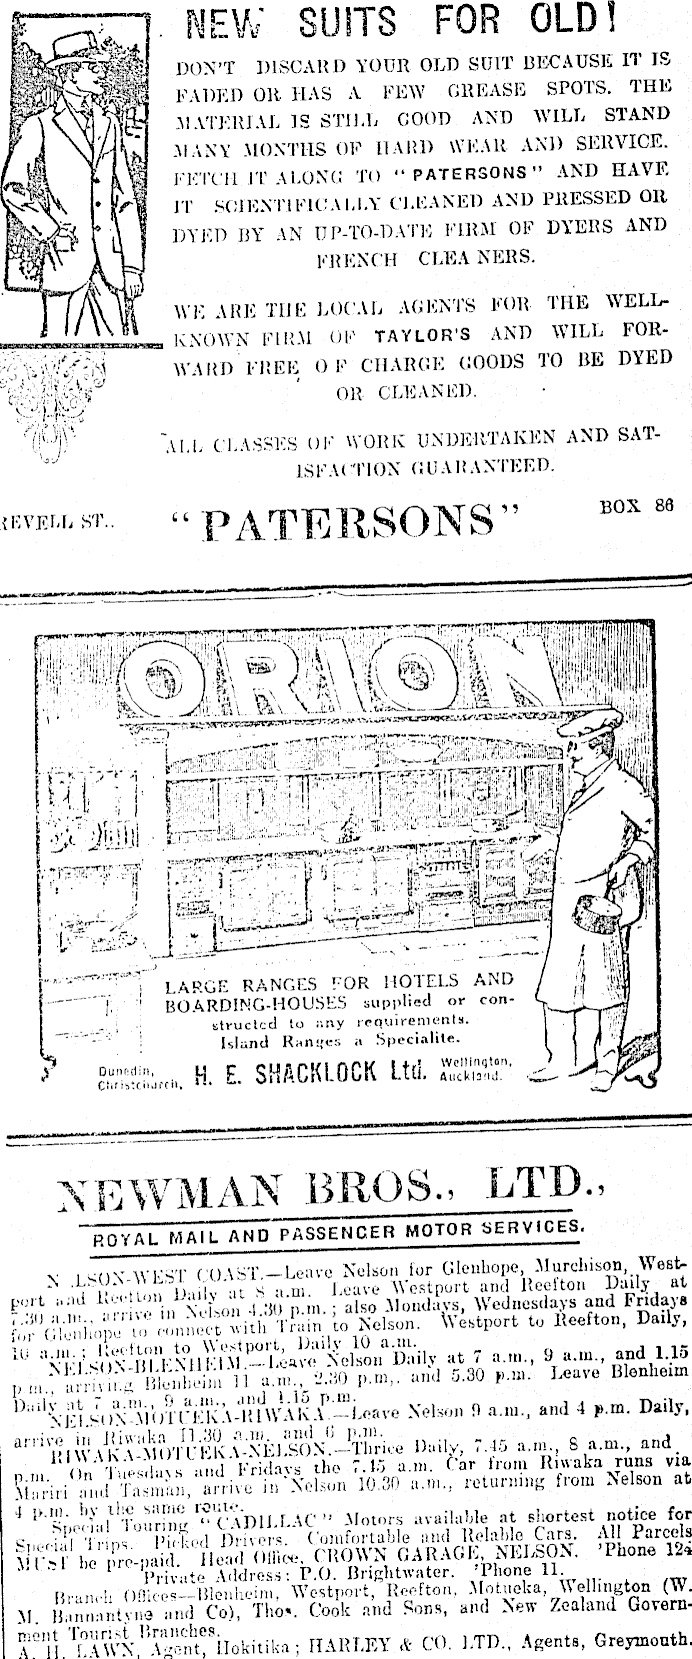 NEW SUITS FOR OLD!
DON'T DISCARD YOUR OLD SUIT BECAUSE IT IS
FADED OR HAS A FEW GREASE SPOTS. THE
MATERIAL IS STILL GOOD AND WILL STAND
MANY MONTHS OF HARD WEAR AND SERVICE.
FETCH IT ALONG TO "PATERSONS" AND HAVE
IT SCIENTIFICALLY CLEANED AND PRESSED OR
DYED BY AN UP-TO-DATE FIRM OF DYERS AND
FRENCH CLEANERS.
WE ARE THE LOCAL AGENTS FOR THE WELL-
KNOWN FIRM OF TAYLOR'S AND WILL FOR-
WARD FREE OF CHARGE GOODS TO BE DYED
OR CLEANED.
ALL CLASSES OF WORK UNDERTAKEN AND SAT-
ISFACTION GUARANTEED.
REVELL ST.. "PATERSONS" BOX 86
ORION
LARGE RANGES FOR HOTELS AND
BOARDING-HOUSES supplied or con-
structed to any requirements.
Island Ranges a Specialite.
Dunedin, Christchurch, H. E. SHACKLOCK Ltd. Wellington, Auckland.
NEWMAN BROS., LTD.,
ROYAL MAIL AND PASSENGER MOTOR SERVICES.
N.LSON-WEST COAST.—Leave Nelson for Glenhope, Murchison, West-
port and Reefton Daily at 8 a.m. Leave Westport and Reefton Daily at
7.30 a.m., arrive in Nelson 4.30 p.m.; also Mondays, Wednesdays and Fridays
for Glenhope to connect with Train to Nelson. Westport to Reefton, Daily,
10 a.m.; Reefton to Westport, Daily 10 a.m.
NELSON-BLENHEIM.—Leave Nelson Daily at 7 a.m., 9 a.m., and 1.15
p.m., arriving Blenheim 11 a.m., 2.30 p.m,. and 5.30 p.m. Leave Blenheim
Daily at 7 a.m., 9 a.m., and 1.15 p.m.
NELSON-MOTUEKA-RIWAKA.—Leave Nelson 9 a.m., and 4 p.m. Daily,
arrive in Riwaka 11.30 a.m. and 6 p.m.
RIWAKA-MOTUEKA-NELSON.—Thrice Daily, 7.45 a.m., 8 a.m., and
p.m. On Tuesdays and Fridays the 7.45 a.m. Car from Riwaka runs via
Mariri and Tasman, arrive in Nelson 10.30 a.m., returning from Nelson at
4 p.m. by the same route.
Special Touring "CADILLAC" Motors available at shortest notice for
Special Trips. Picked Drivers. Comfortable and Reliable Cars. All Parcels
MUST be pre-paid. Head Office, CROWN GARAGE, NELSON. 'Phone 124
Private Address: P.O. Brightwater. 'Phone 11.
Branch Offices—Blenheim, Westport, Reefton, Motueka, Wellington (W.
M. Bannantyne and Co), Thos. Cook and Sons, and New Zealand Govern-
ment Tourist Branches.
A. H. LAWN, Agent, Hokitika; HARLEY & CO. LTD., Agents, Greymouth.